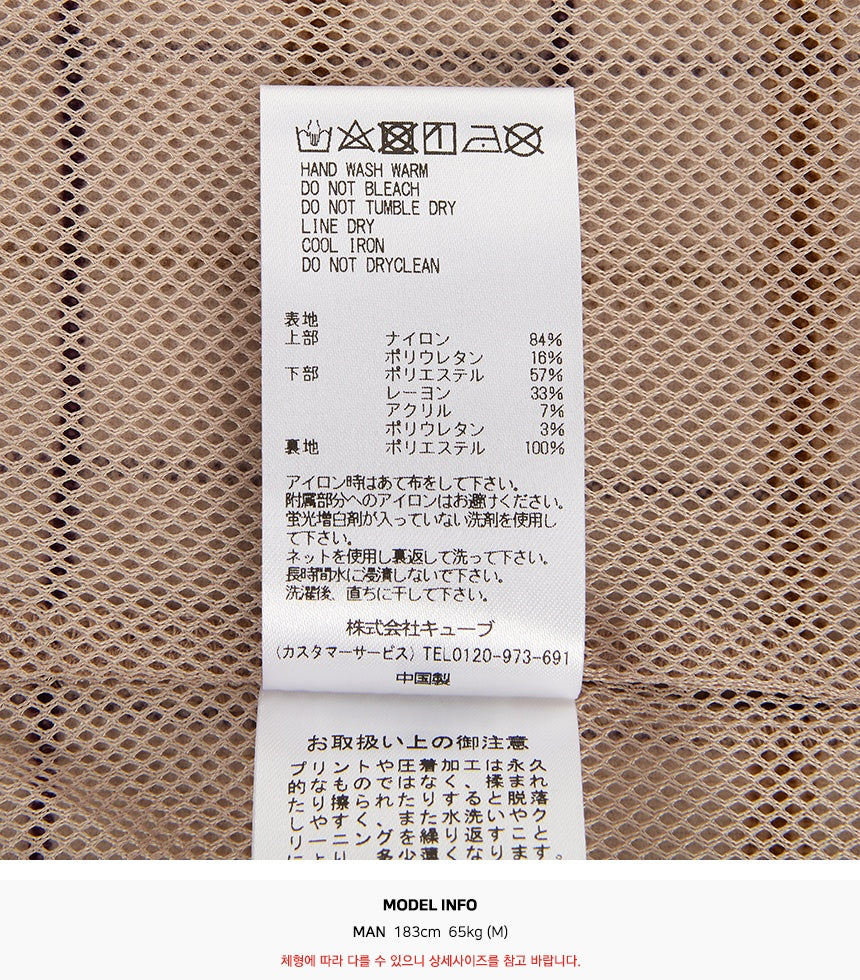 HAND WASH WARM
DO NOT BLEACH
DO NOT TUMBLE DRY
LINE DRY
COOL IRON
DO NOT DRYCLEAN
表地
上部 ナイロン 84%
ポリウレタン 16%
下部 ポリエステル 57%
レーヨン 33%
アクリル 7%
ポリウレタン 3%
裏地 ポリエステル 100%
アイロン時はあて布をして下さい。
附属部分へのアイロンはお避けください。
蛍光増白剤が入っていない洗剤を使用し
て下さい。
ネットを使用し裏返して洗って下さい。
長時間水に浸漬しないで下さい。
洗濯後、直ちに干して下さい。
株式会社キューブ
(カスタマーサービス) TEL0120-973-691
中国製
お取扱い上の御注意
プリントや圧着加工は永久
的なものではなく、揉まれ
たり擦られたりすると脱落
しやすく、また水洗いやク
リーニングを繰り返すこと
により、多少薄くなります。
MODEL INFO
MAN 183cm 65kg (M)
체형에 따라 다를 수 있으니 상세사이즈를 참고 바랍니다.